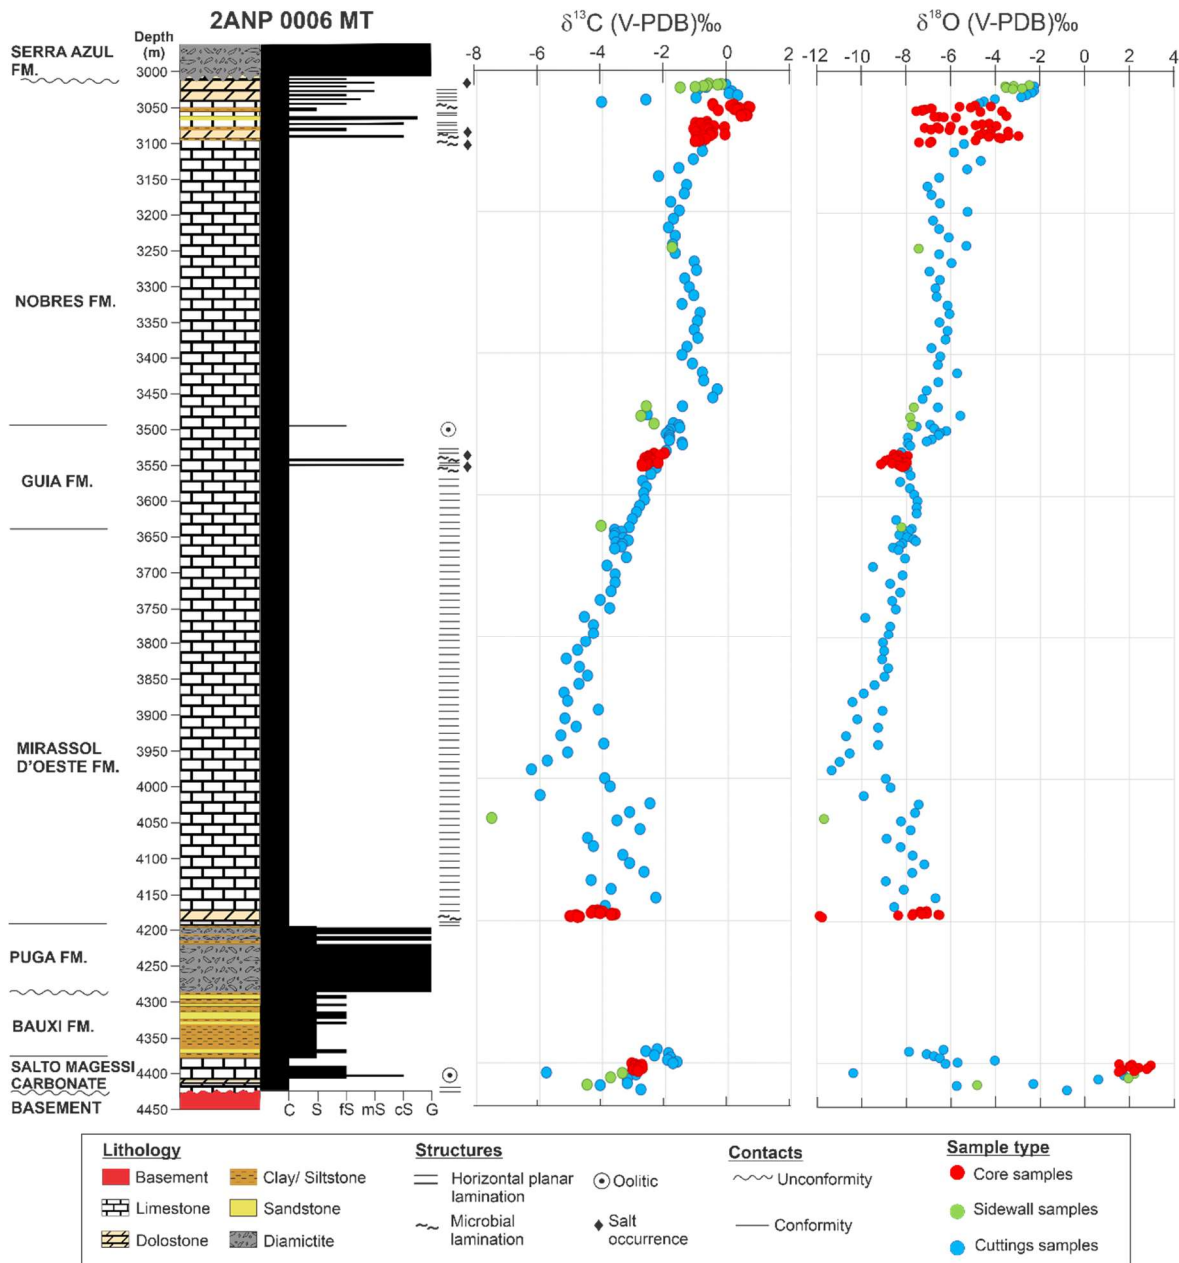 2ANP 0006 MT
δ13C (V-PDB)‰
δ18O (V-PDB)‰
Depth
(m)
-8 -6 -4 -2 0 2
-12 -10 -8 -6 -4 -2 0 2 4
SERRA AZUL
FM.
3000
3050
3100
3150
3200
3250
NOBRES FM.
3300
3350
3400
3450
3500
GUIA FM.
3550
3600
3650
3700
3750
3800
3850
3900
MIRASSOL
D'OESTE FM.
3950
4000
4050
4100
4150
4200
PUGA FM.
4250
4300
BAUXI FM.
4350
SALTO MAGESSI
CARBONATE
4400
BASEMENT
4450
C S fS mS cS G
Lithology
Basement
Clay/ Siltstone
Limestone
Sandstone
Dolostone
Diamictite
Structures
Horizontal planar
lamination
Oolitic
Microbial
lamination
Salt
occurrence
Contacts
Unconformity
Conformity
Sample type
Core samples
Sidewall samples
Cuttings samples